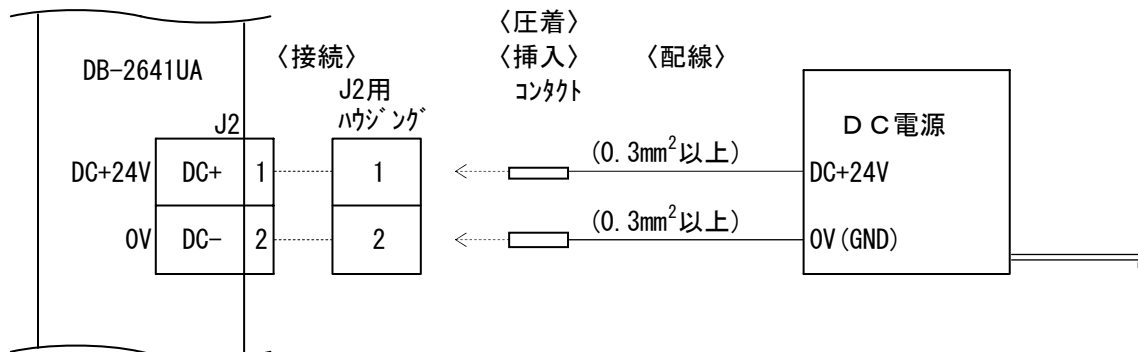 〈圧着〉
〈接続〉
〈挿入〉
〈配線〉
DB-2641UA
J2用
ﾊｳｼﾞﾝｸﾞ
ｺﾝﾀｸﾄ
J2
DC電源
DC+24V
DC+
1
1
(0.3mm²以上)
DC+24V
0V
DC-
2
2
(0.3mm²以上)
0V(GND)